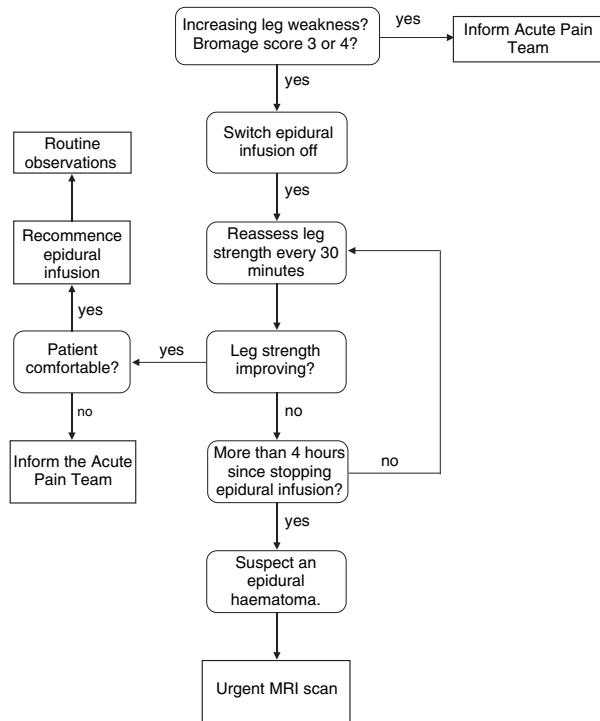 Increasing leg weakness?
Bromage score 3 or 4?
yes
Inform Acute Pain
Team
yes
Switch epidural
infusion off
yes
Routine
observations
Recommence
epidural
infusion
Reassess leg
strength every 30
minutes
yes
Patient
comfortable?
yes
Leg strength
improving?
no
no
Inform the Acute
Pain Team
More than 4 hours
since stopping
epidural infusion?
no
yes
Suspect an
epidural
haematoma.
Urgent MRI scan